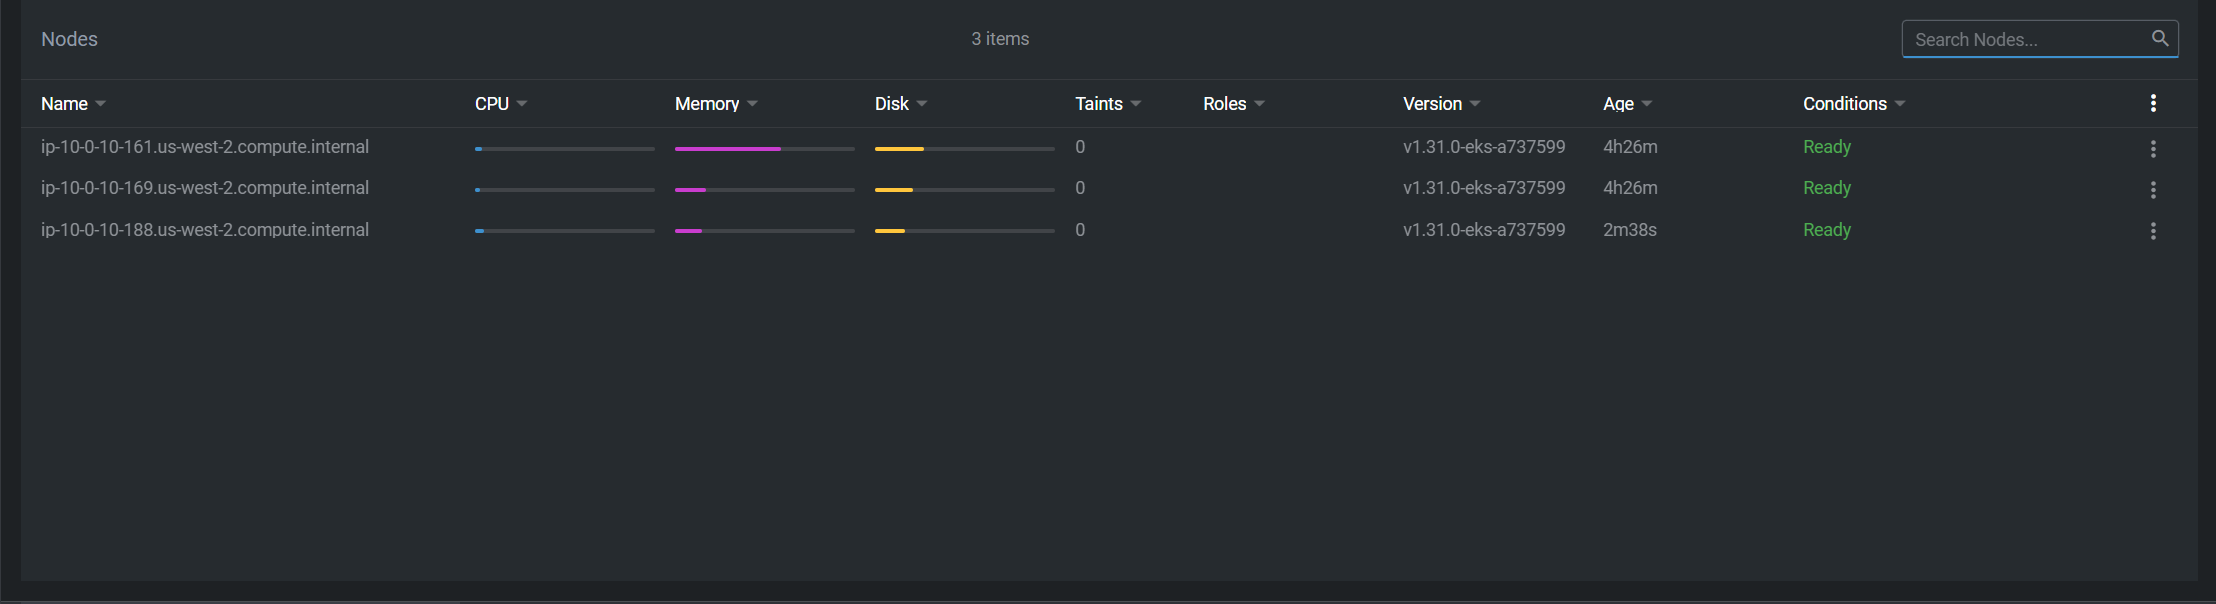 Nodes 3 items Search Nodes...
Name CPU Memory Disk Taints Roles Version Age Conditions
ip-10-0-10-161.us-west-2.compute.internal 0 v1.31.0-eks-a737599 4h26m Ready
ip-10-0-10-169.us-west-2.compute.internal 0 v1.31.0-eks-a737599 4h26m Ready
ip-10-0-10-188.us-west-2.compute.internal 0 v1.31.0-eks-a737599 2m38s Ready